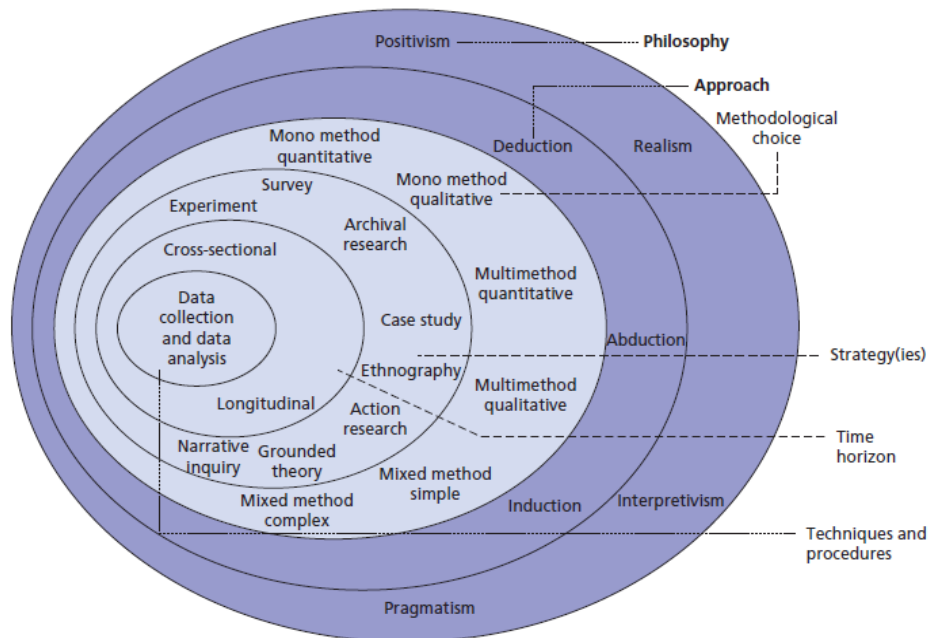 Positivism
Philosophy
Approach
Methodological
choice
Mono method
quantitative
Deduction
Realism
Survey
Mono method
qualitative
Experiment
Archival
research
Cross-sectional
Multimethod
quantitative
Data
collection
and data
analysis
Case study
Abduction
Strategy(ies)
Ethnography
Multimethod
qualitative
Longitudinal
Action
research
Time
horizon
Narrative
inquiry
Grounded
theory
Mixed method
simple
Mixed method
complex
Induction
Interpretivism
Techniques and
procedures
Pragmatism